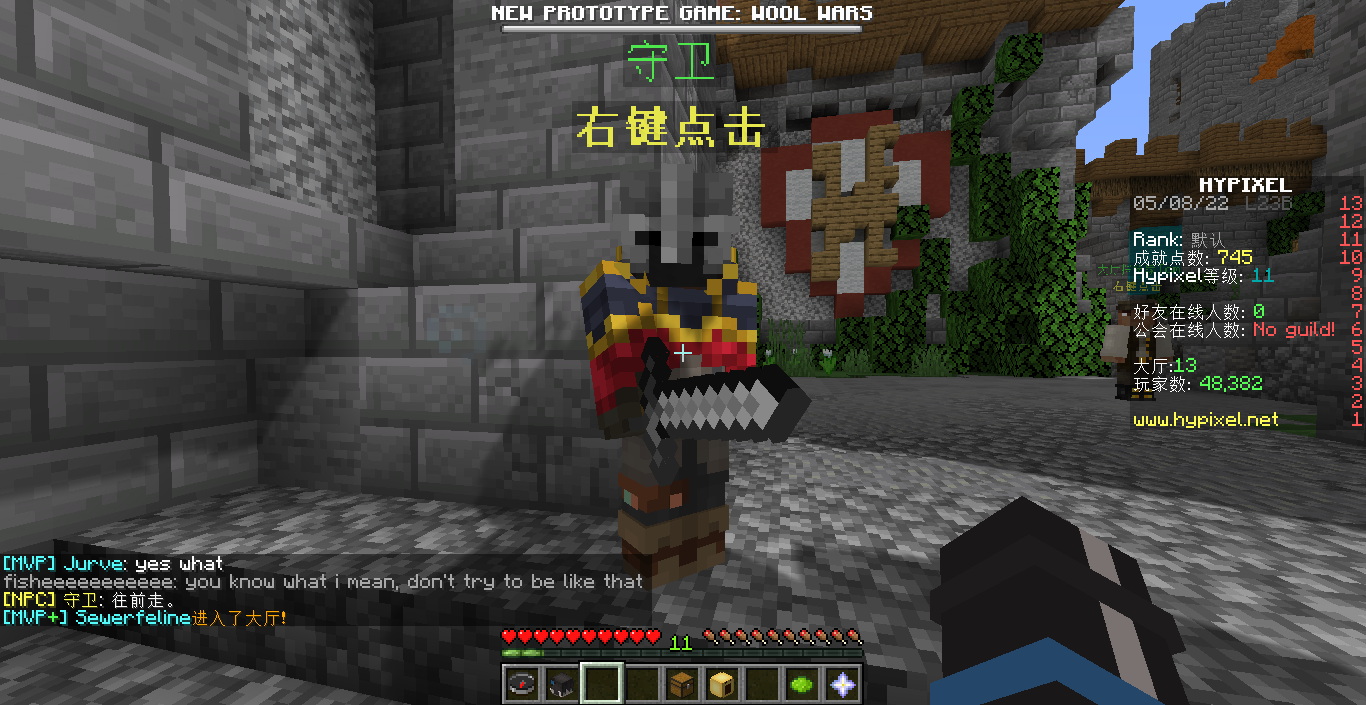 NEW PROTOTYPE GAME: WOOL WARS
守卫
右键点击
HYPIXEL
05/08/22 L23B 13
12
Rank: 默认 11
成就点数: 745 10
Hypixel等级: 11 9
8
好友在线人数: 0 7
公会在线人数: No guild! 6
5
大厅:13 4
玩家数: 48,382 3
2
www.hypixel.net 1
右键点击
[MVP] Jurve: yes what
fisheeeeeeeeeeee: you know what i mean, don't try to be like that
[NPC] 守卫: 往前走。
[MVP+] Sewerfeline进入了大厅!
11